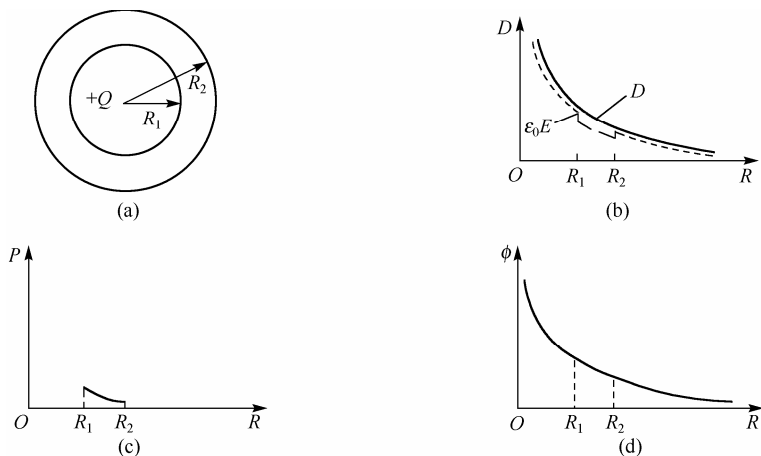 +Q
R₂
R₁
(a)
D
D
ε₀E
O
R₁
R₂
R
(b)
P
O
R₁
R₂
R
(c)
ϕ
O
R₁
R₂
R
(d)